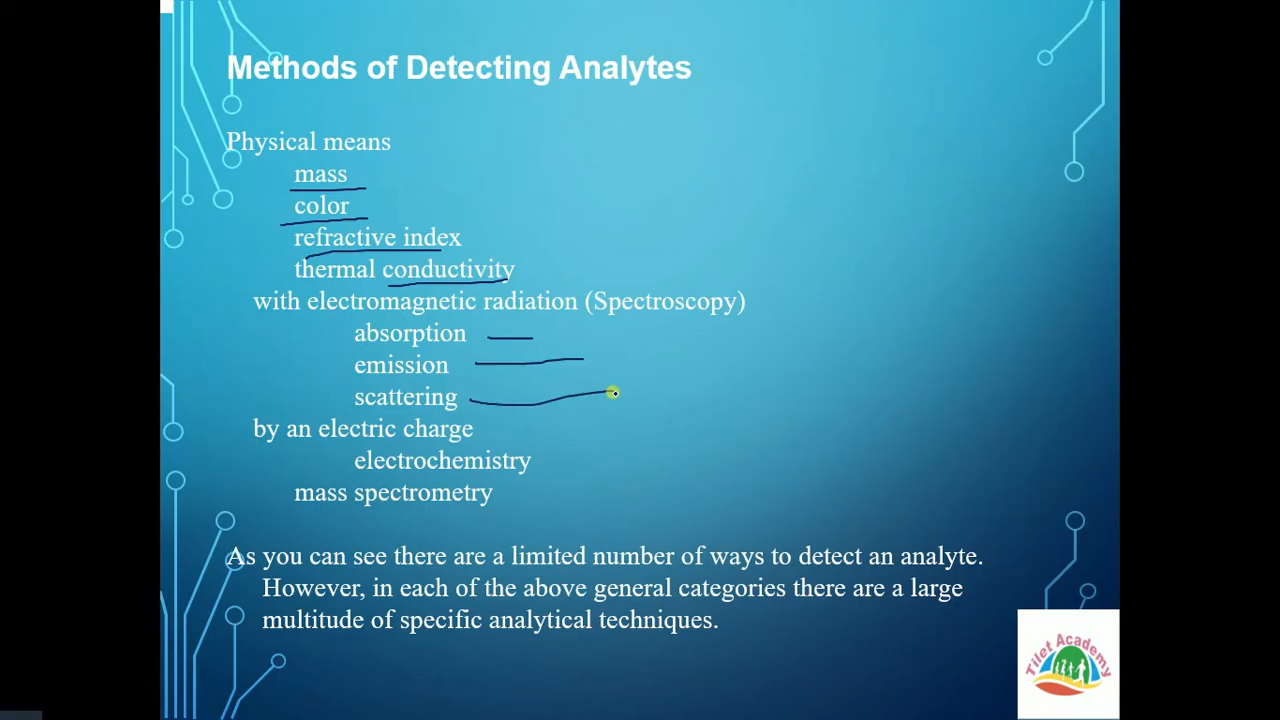 Methods of Detecting Analytes
Physical means
mass
color
refractive index
thermal conductivity
with electromagnetic radiation (Spectroscopy)
absorption
emission
scattering
by an electric charge
electrochemistry
mass spectrometry
As you can see there are a limited number of ways to detect an analyte.
However, in each of the above general categories there are a large
multitude of specific analytical techniques.
Tilet Academy